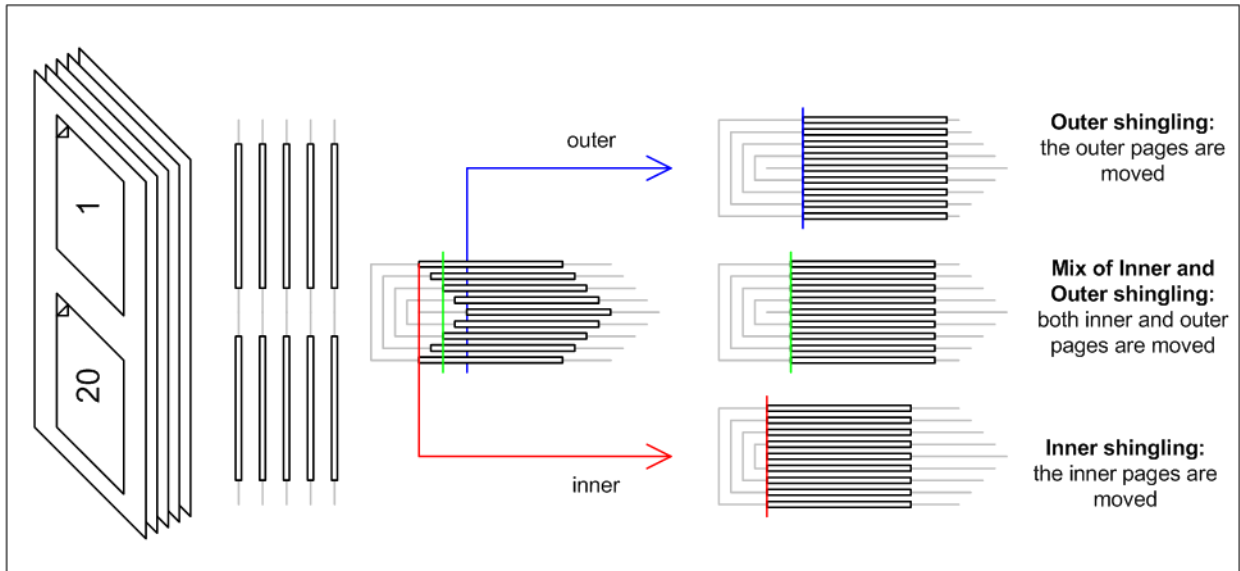 1
20
outer
inner
Outer shingling:
the outer pages are
moved
Mix of Inner and
Outer shingling:
both inner and outer
pages are moved
Inner shingling:
the inner pages are
moved